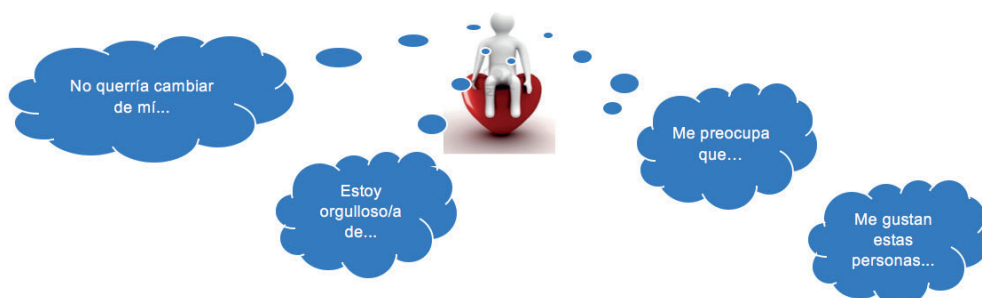 No querría cambiar
de mí...
Estoy
orgulloso/a
de...
Me preocupa
que...
Me gustan
estas
personas...